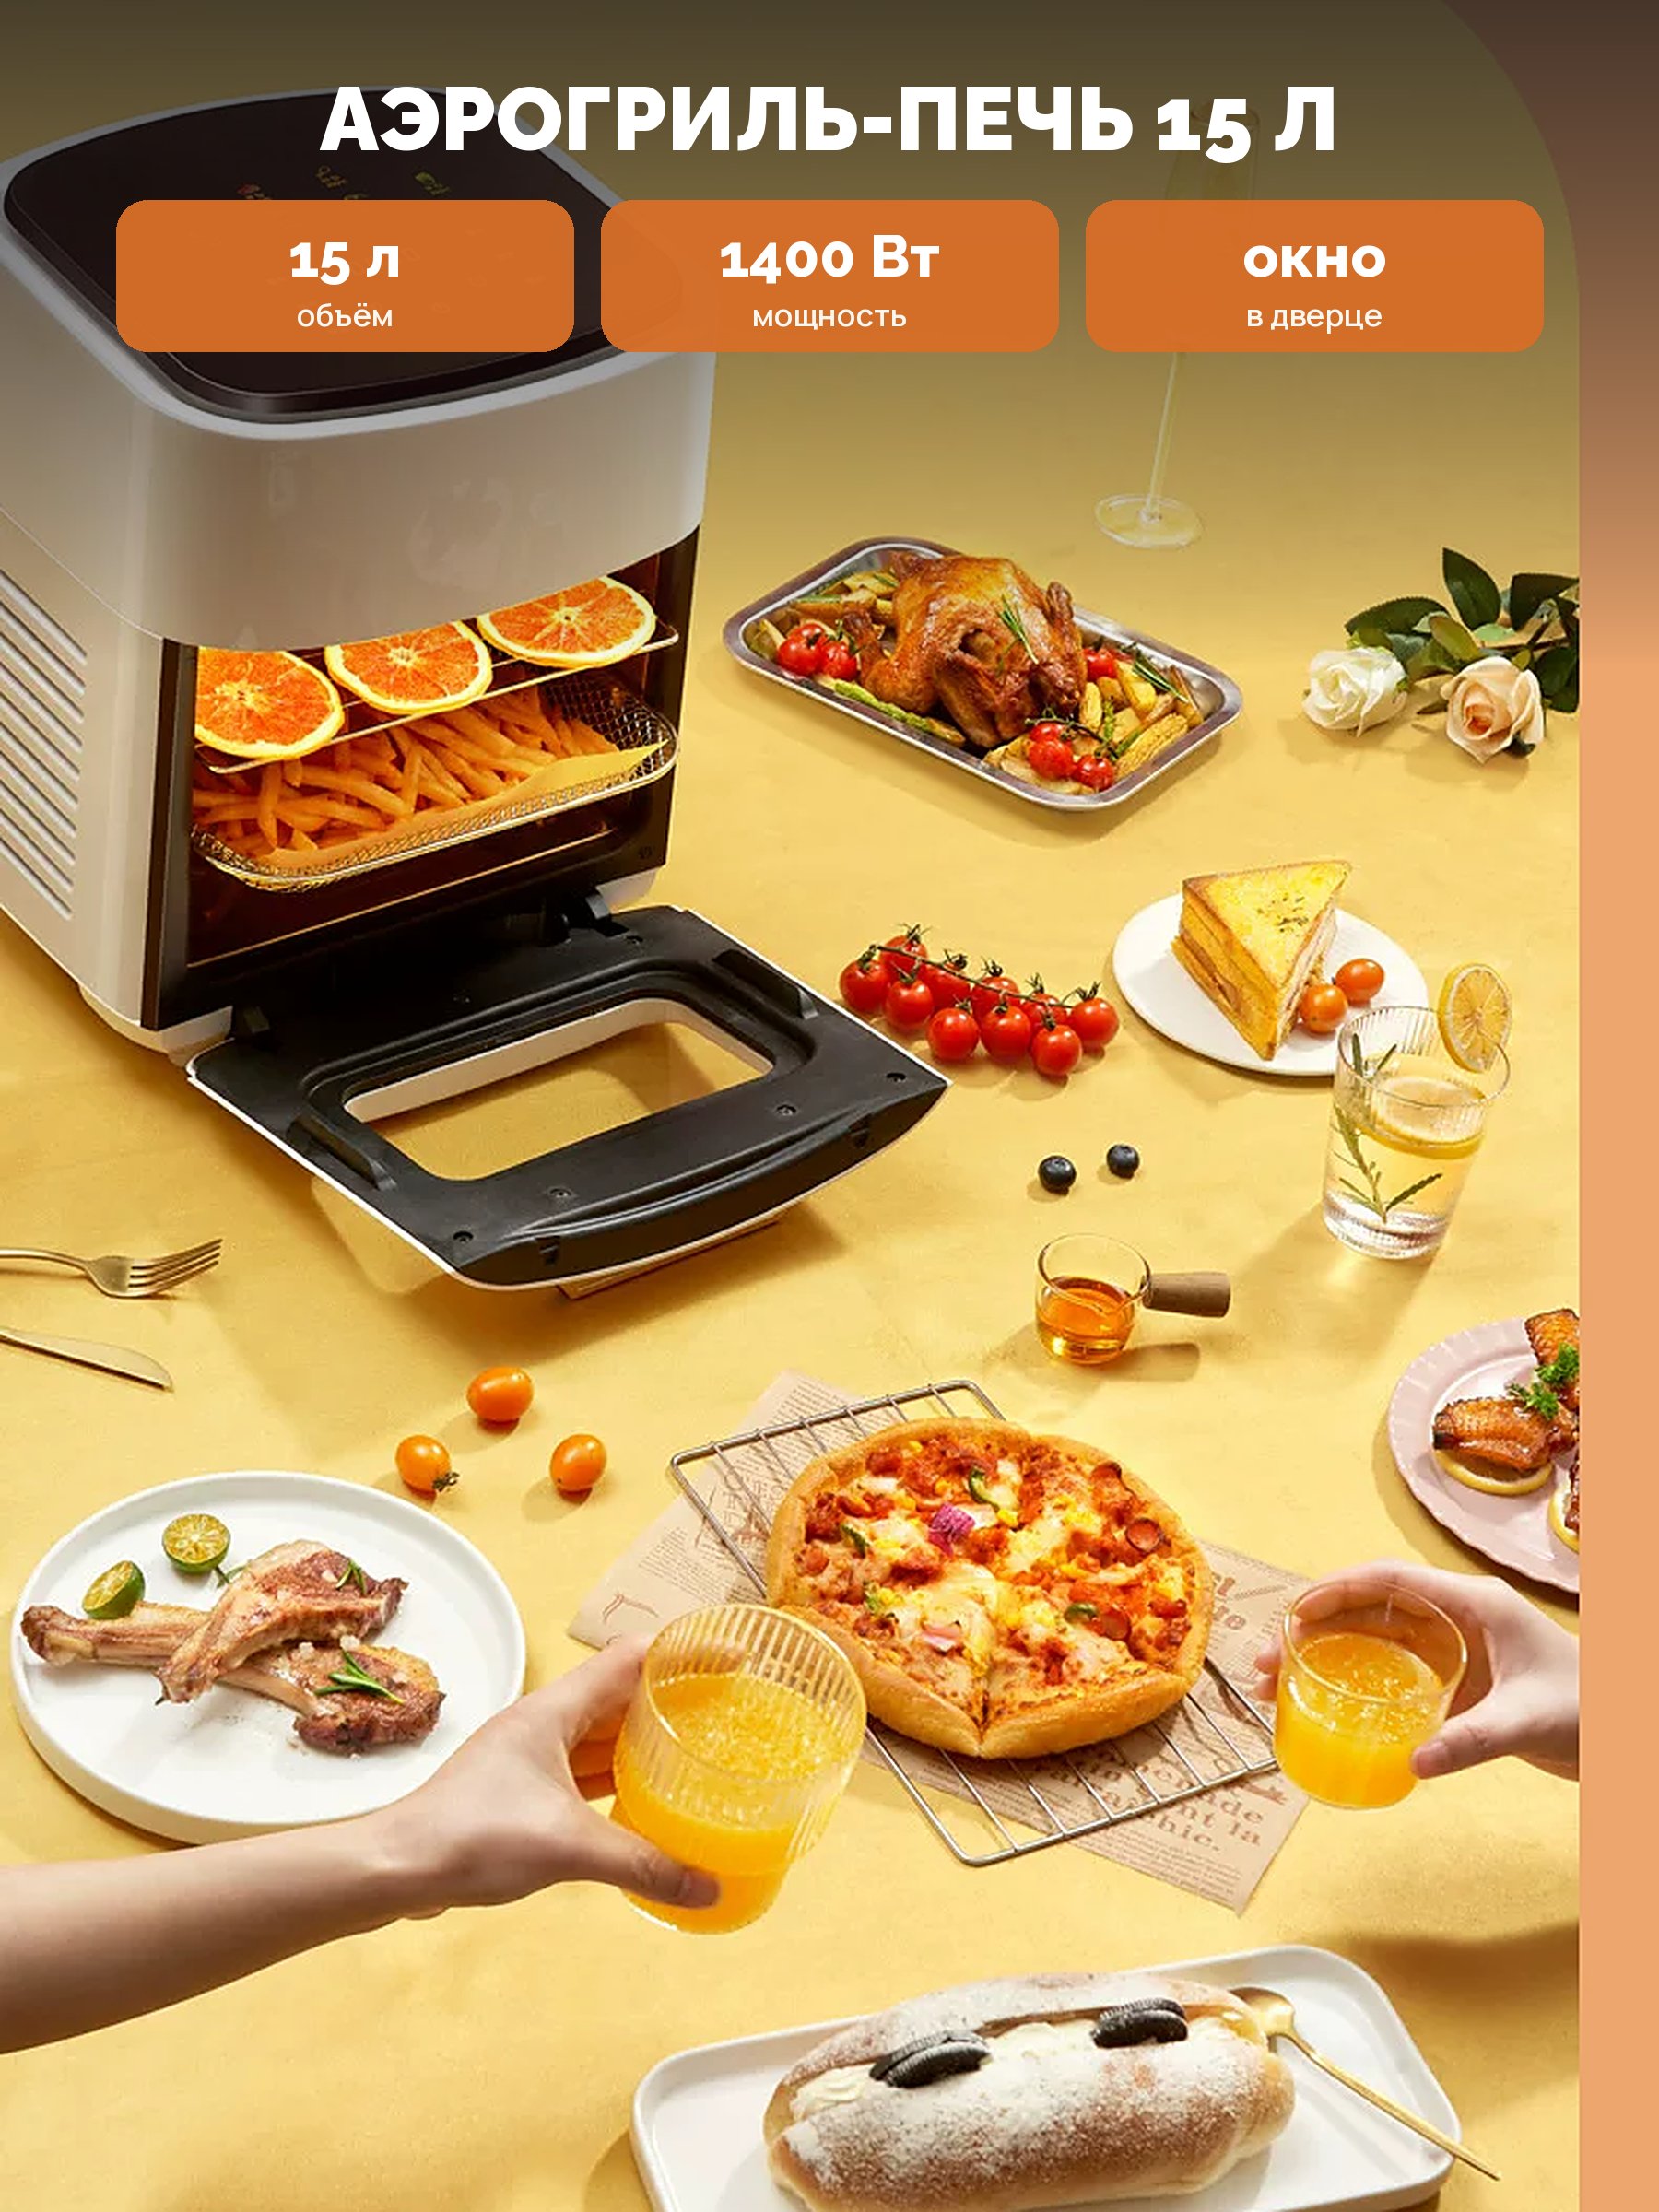 АЭРОГРИЛЬ-ПЕЧЬ 15 Л
15 л
объём
1400 Вт
мощность
окно
в дверце